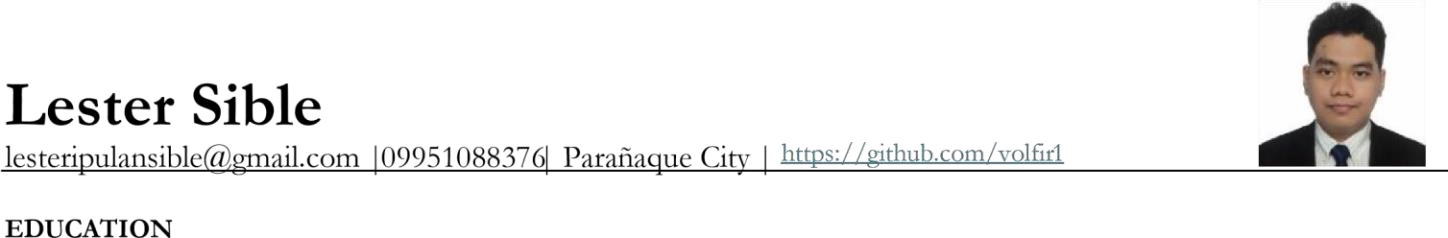 Lester Sible
lesteripulansible@gmail.com |09951088376| Parañaque City | https://github.com/volfir1
EDUCATION